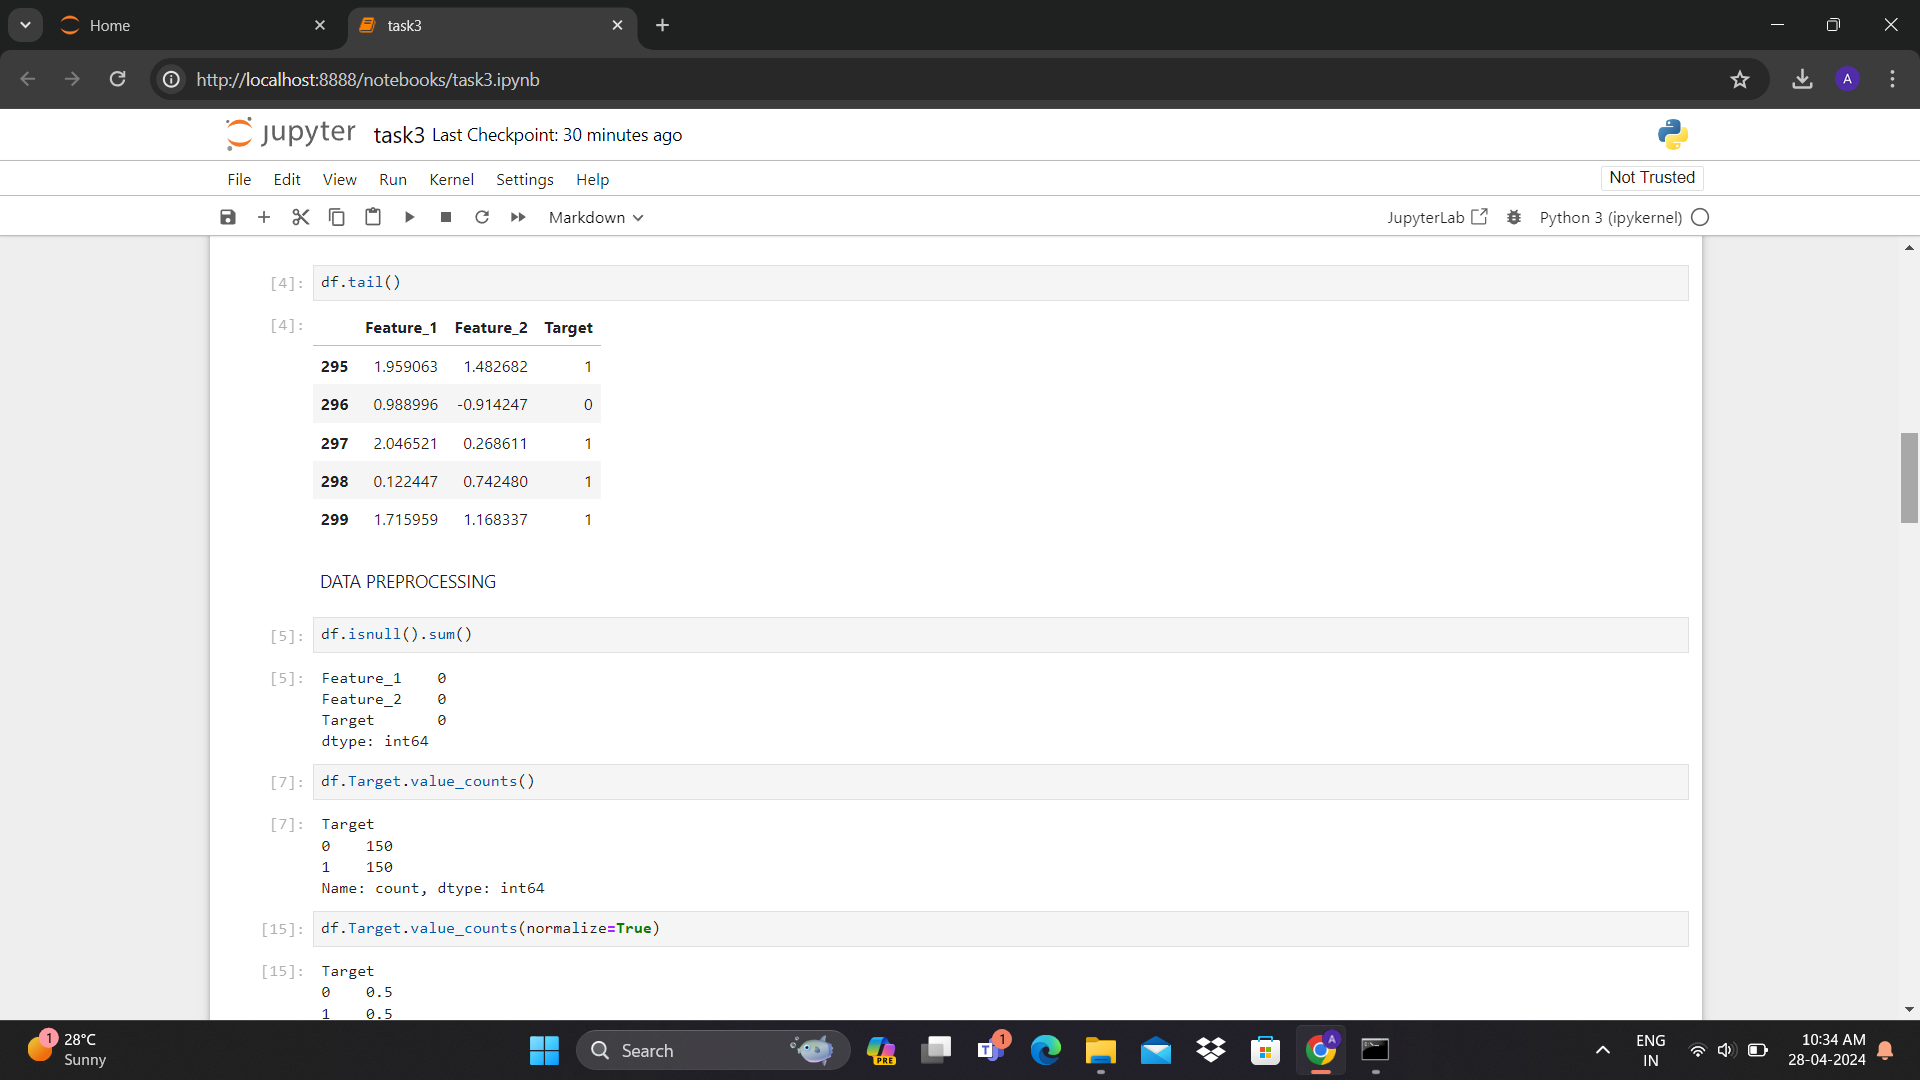 Home
task3
http://localhost:8888/notebooks/task3.ipynb
A
jupyter task3 Last Checkpoint: 30 minutes ago
File Edit View Run Kernel Settings Help
Not Trusted
Markdown
JupyterLab
Python 3 (ipykernel)
[4]: df.tail()
[4]: Feature_1 Feature_2 Target
295 1.959063 1.482682 1
296 0.988996 -0.914247 0
297 2.046521 0.268611 1
298 0.122447 0.742480 1
299 1.715959 1.168337 1
DATA PREPROCESSING
[5]: df.isnull().sum()
[5]: Feature_1 0
Feature_2 0
Target 0
dtype: int64
[7]: df.Target.value_counts()
[7]: Target
0 150
1 150
Name: count, dtype: int64
[15]: df.Target.value_counts(normalize=True)
[15]: Target
0 0.5
1 0.5
1
28°C
Sunny
Search
PRE
T
1
A
ENG
IN
10:34 AM
28-04-2024